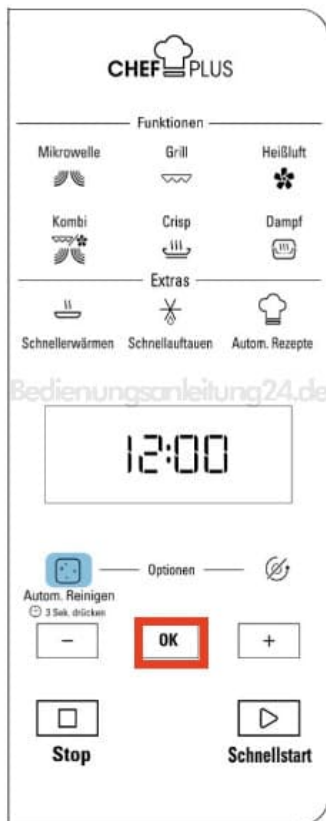 CHEF PLUS
Funktionen
Mikrowelle Grill Heißluft
Kombi Crisp Dampf
Extras
Schnellerwärmen Schnellauftauen Autom. Rezepte
Bedienungsanleitung24.de
12:00
Optionen
Autom. Reinigen
3 Sek. drücken
- OK +
Stop Schnellstart